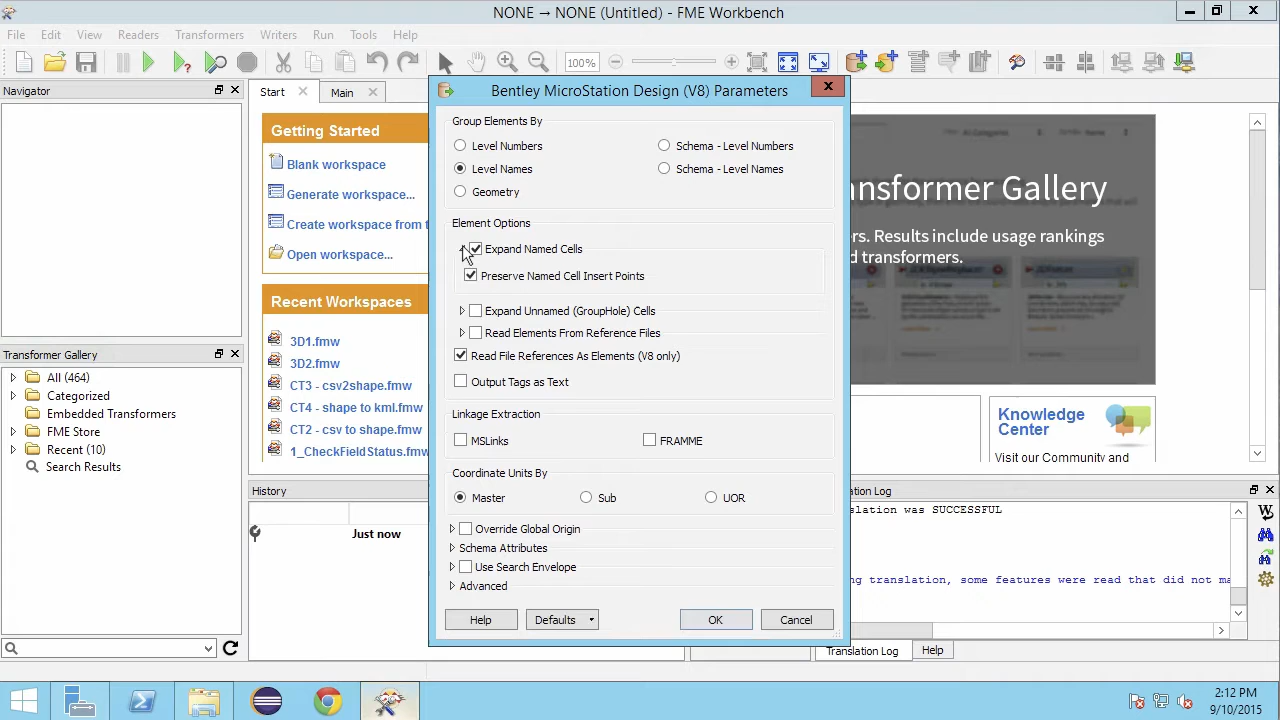 NONE → NONE (Untitled) - FME Workbench
File Edit View Readers Transformers Writers Run Tools Help
100%
Navigator
Start
Main
Getting Started
Blank workspace
Generate workspace...
Create workspace from
Open workspace...
Recent Workspaces
3D1.fmw
3D2.fmw
CT3 - csv2shape.fmw
CT4 - shape to kml.fmw
CT2 - csv to shape.fmw
1_CheckFieldStatus.fmw
Transformer Gallery
All (464)
Categorized
Embedded Transformers
FME Store
Recent (10)
Search Results
History
Just now
Bentley MicroStation Design (V8) Parameters
Group Elements By
Level Numbers
Schema - Level Numbers
Level Names
Schema - Level Names
Geometry
Element Options
Expand Named Cells
Preserve Named Cell Insert Points
Expand Unnamed (GroupHole) Cells
Read Elements From Reference Files
Read File References As Elements (V8 only)
Output Tags as Text
Linkage Extraction
MSLinks
FRAMME
Coordinate Units By
Master
Sub
UOR
Override Global Origin
Schema Attributes
Use Search Envelope
Advanced
Help
Defaults
OK
Cancel
ansformer Gallery
rs. Results include usage rankings
d transformers.
Knowledge
Center
Visit our Community and
lation Log
slation was SUCCESSFUL
ng translation, some features were read that did not ma
Translation Log
Help
2:12 PM
9/10/2015